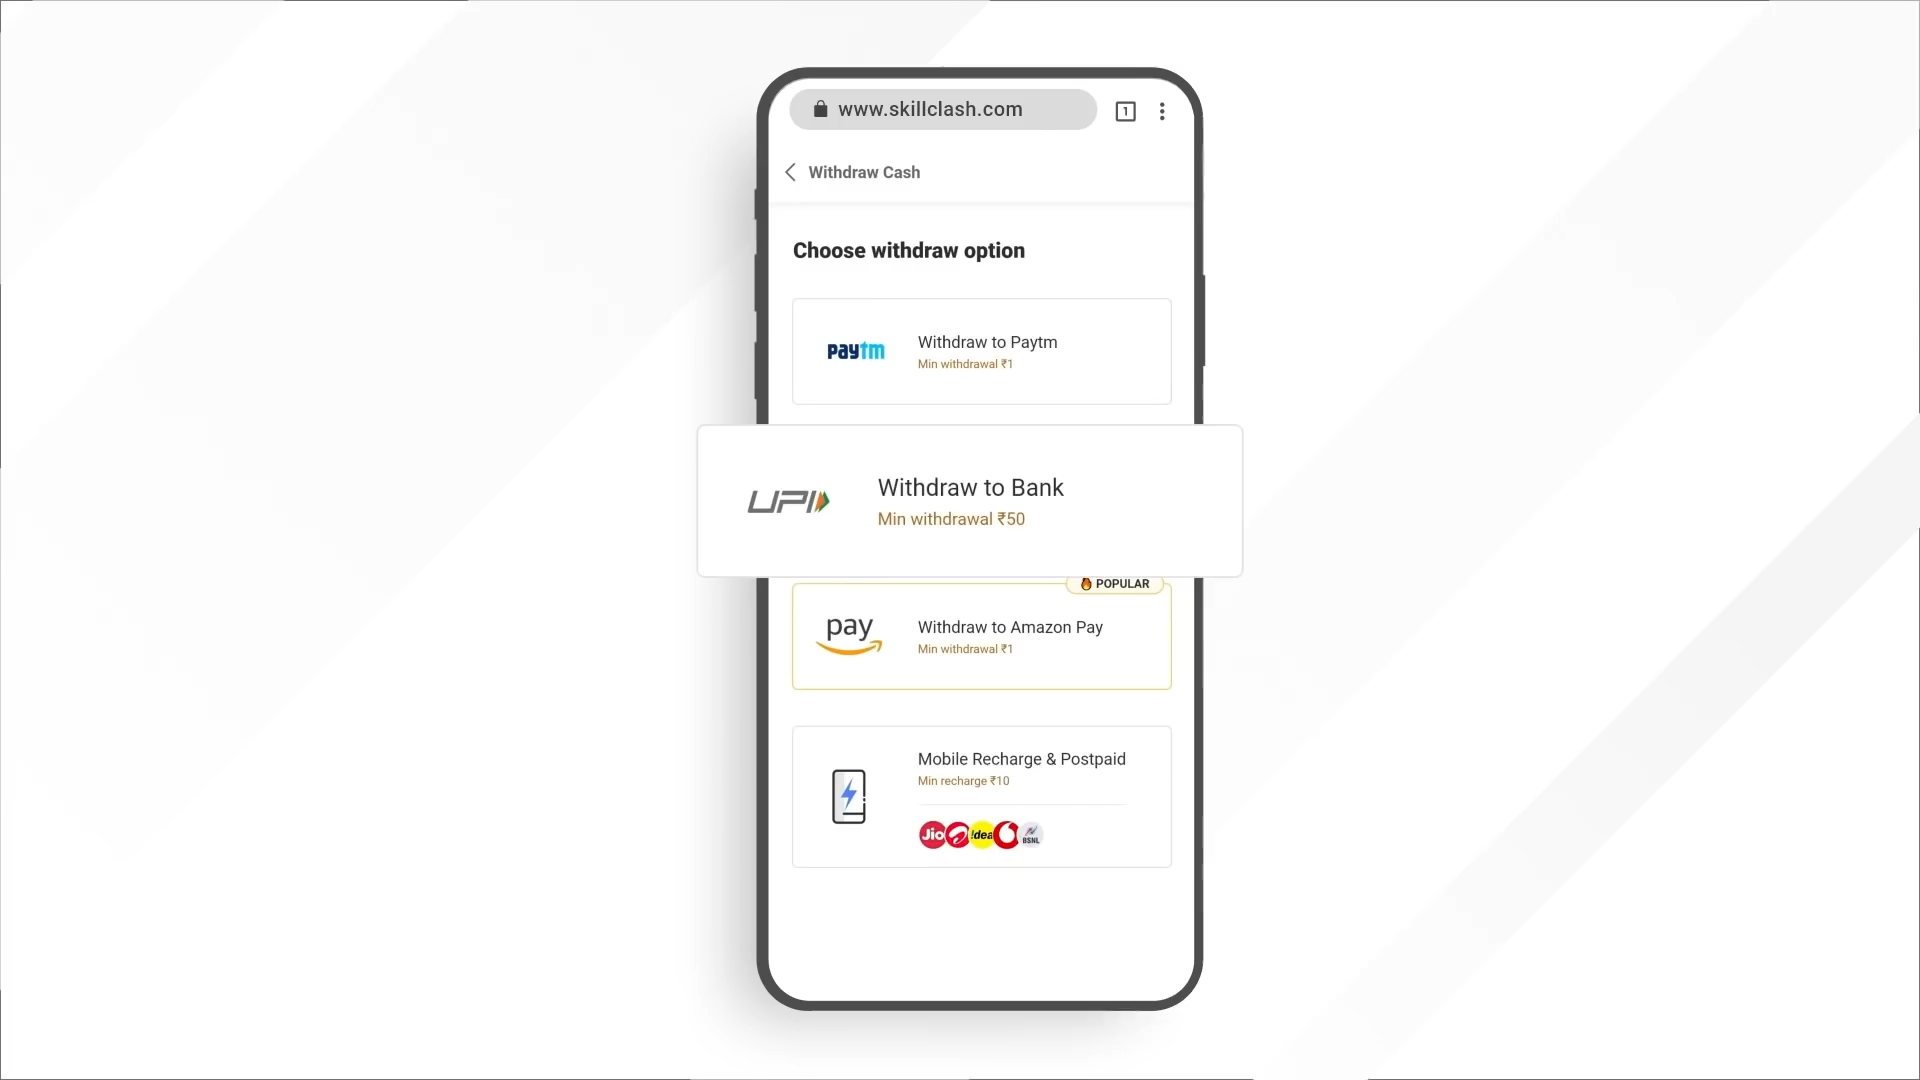 www.skillclash.com
1
Withdraw Cash
Choose withdraw option
paytm
Withdraw to Paytm
Min withdrawal ₹1
UPI
Withdraw to Bank
Min withdrawal ₹50
POPULAR
pay
Withdraw to Amazon Pay
Min withdrawal ₹1
Mobile Recharge & Postpaid
Min recharge ₹10
Jio
!dea
BSNL